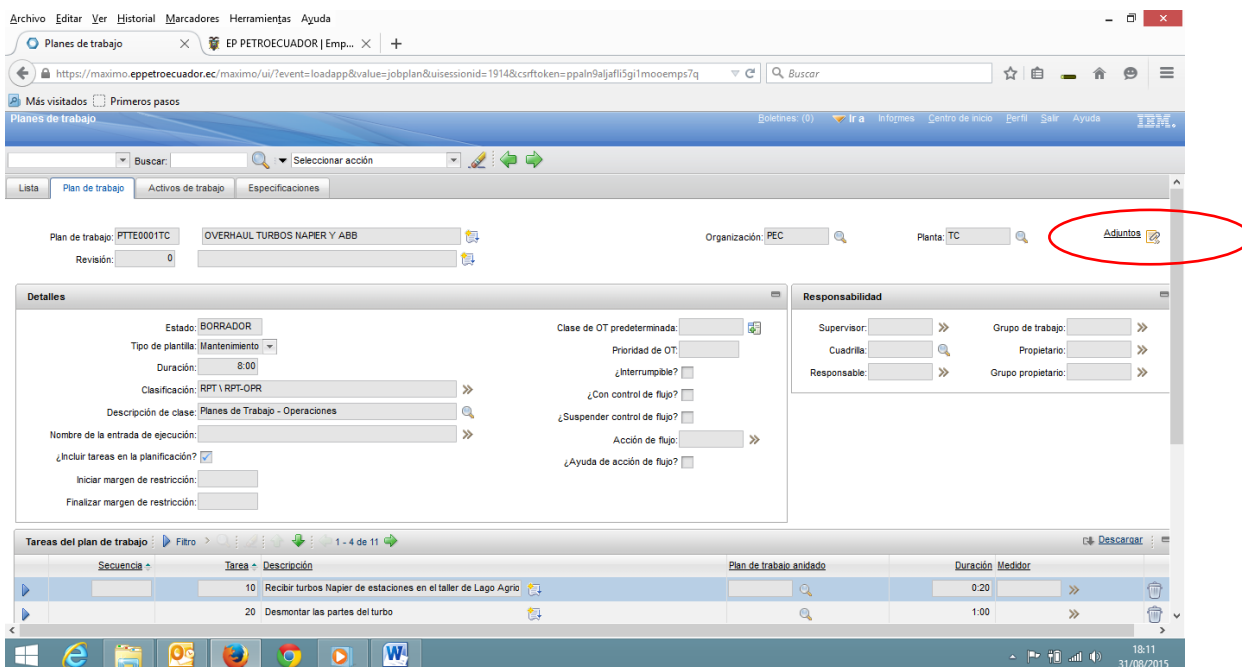 Archivo Editar Ver Historial Marcadores Herramientas Ayuda
Planes de trabajo
EP PETROECUADOR | Emp...
https://maximo.eppetroecuador.ec/maximo/ui/?event=loadapp&value=jobplan&uisessionid=1914&csrftoken=ppaln9aljafli5gi1mooemps7q
Buscar
Más visitados Primeros pasos
Planes de trabajo
Boletines: (0) Ir a Informes Centro de inicio Perfil Salir Ayuda IBM.
Buscar: Seleccionar acción
Lista Plan de trabajo Activos de trabajo Especificaciones
Plan de trabajo: PTTE0001TC OVERHAUL TURBOS NAPIER Y ABB Organización: PEC Planta: TC Adjuntos
Revisión: 0
Detalles
Estado: BORRADOR
Tipo de plantilla: Mantenimiento
Duración: 8:00
Clasificación: RPT \ RPT-OPR
Descripción de clase: Planes de Trabajo - Operaciones
Nombre de la entrada de ejecución:
¿Incluir tareas en la planificación?
Iniciar margen de restricción:
Finalizar margen de restricción:
Clase de OT predeterminada:
Prioridad de OT:
¿Interrumpible?
¿Con control de flujo?
¿Suspender control de flujo?
Acción de flujo:
¿Ayuda de acción de flujo?
Responsabilidad
Supervisor: Grupo de trabajo:
Cuadrilla: Propietario:
Responsable: Grupo propietario:
Tareas del plan de trabajo Filtro 1 - 4 de 11 Descargar
Secuencia Tarea Descripción Plan de trabajo anidado Duración Medidor
10 Recibir turbos Napier de estaciones en el taller de Lago Agrio 0:20
20 Desmontar las partes del turbo 1:00
18:11
31/08/2015